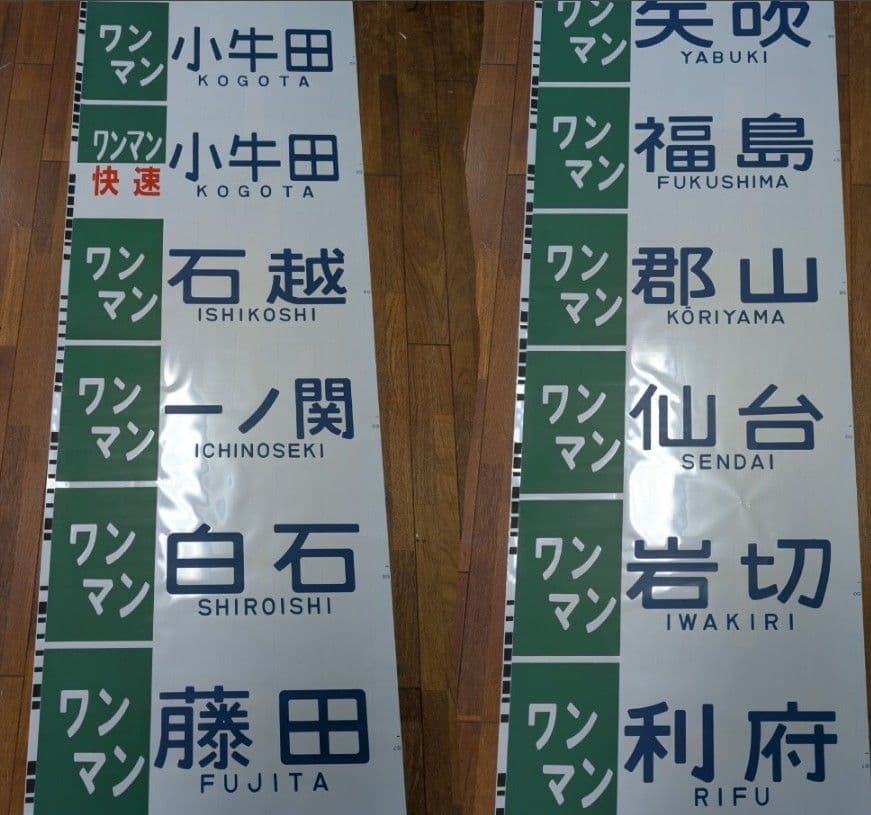 ワン
マン
小牛田
KOGOTA
ワンマン
快速
小牛田
KOGOTA
ワン
マン
石越
ISHIKOSHI
ワン
マン
一ノ関
ICHINOSEKI
ワン
マン
白石
SHIROISHI
ワン
マン
藤田
FUJITA
ワン
マン
矢吹
YABUKI
ワン
マン
福島
FUKUSHIMA
ワン
マン
郡山
KŌRIYAMA
ワン
マン
仙台
SENDAI
ワン
マン
岩切
IWAKIRI
ワン
マン
利府
RIFU